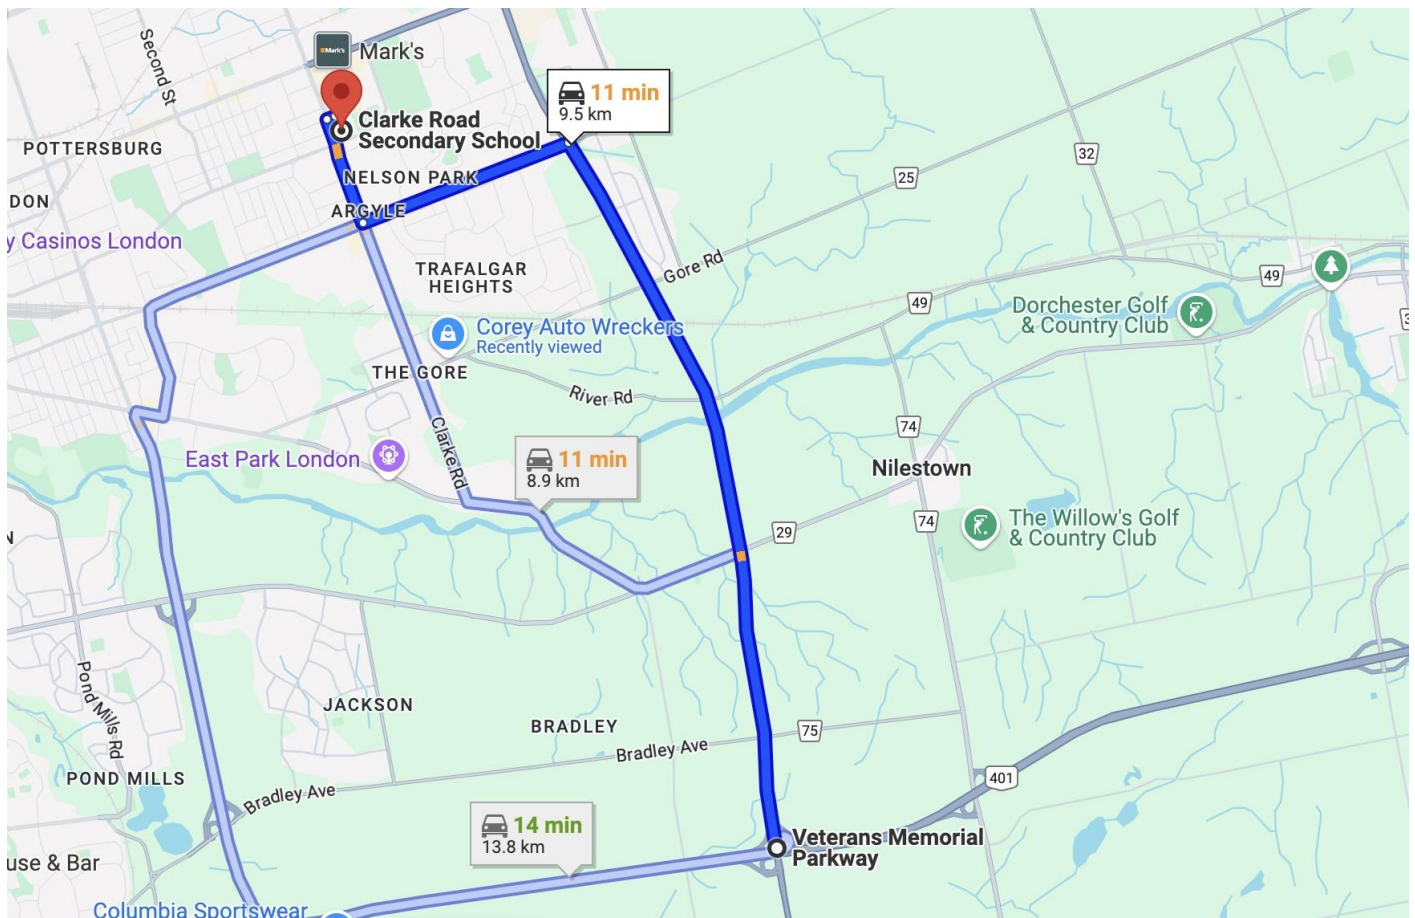 Second St
Mark's
Mark's
Clarke Road
Secondary School
11 min
9.5 km
POTTERSBURG
32
25
NELSON PARK
DON
ARGYLE
y Casinos London
TRAFALGAR
HEIGHTS
Gore Rd
49
49
Dorchester Golf
& Country Club
Corey Auto Wreckers
Recently viewed
THE GORE
River Rd
Clarke Rd
74
East Park London
11 min
8.9 km
Nilestown
74
The Willow's Golf
& Country Club
29
N
Pond Mills Rd
JACKSON
BRADLEY
75
Bradley Ave
POND MILLS
Bradley Ave
401
14 min
13.8 km
Veterans Memorial
Parkway
use & Bar
Columbia Sportswear